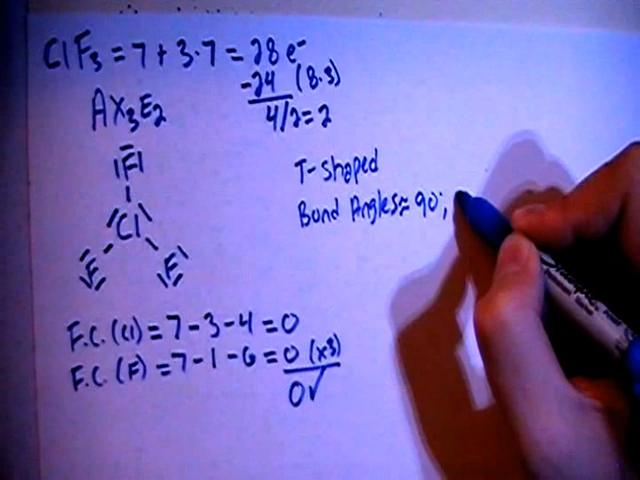 ClF₃ = 7 + 3·7 = 28 e⁻
-24 (8·3)
4/2 = 2
AX₃E₂
F
Cl
F F
T-shaped
Bond Angles ≈ 90°,
F.C. (Cl) = 7 - 3 - 4 = 0
F.C. (F) = 7 - 1 - 6 = 0 (x3)
0✓